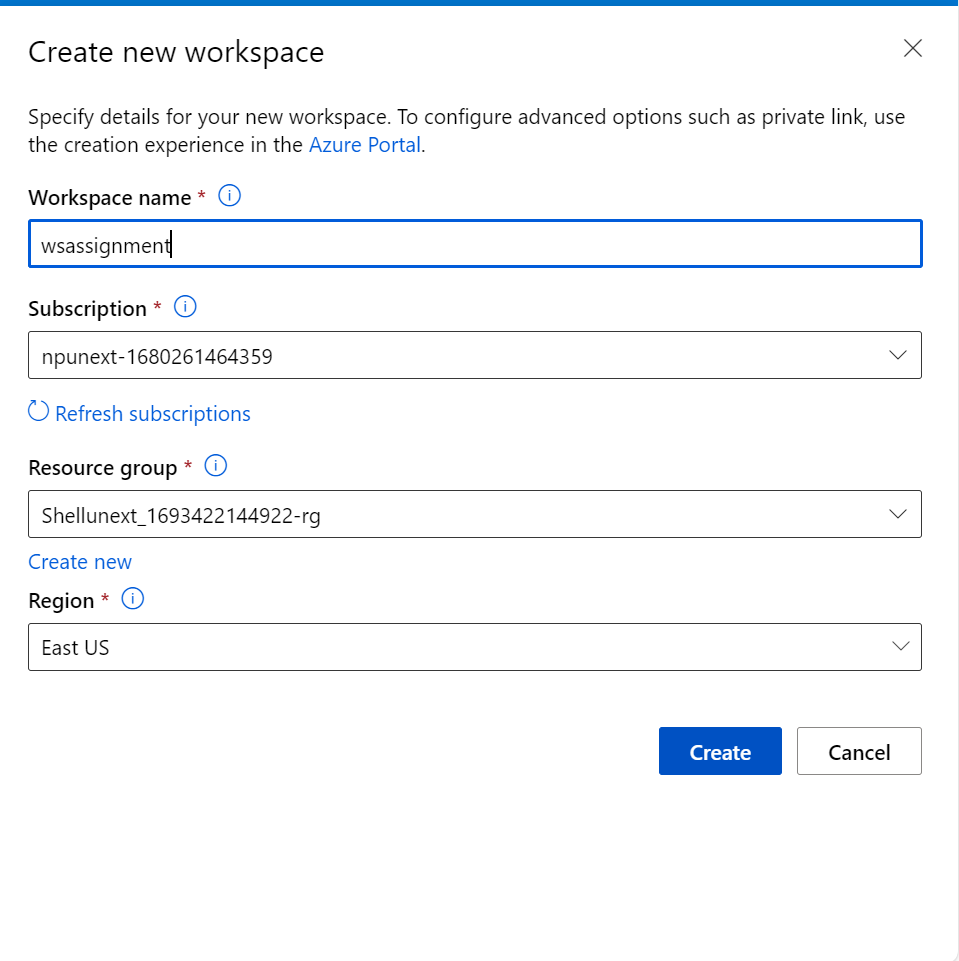 Create new workspace
Specify details for your new workspace. To configure advanced options such as private link, use
the creation experience in the Azure Portal.
Workspace name *
wsassignment
Subscription *
npunext-1680261464359
Refresh subscriptions
Resource group *
Shellunext_1693422144922-rg
Create new
Region *
East US
Create Cancel